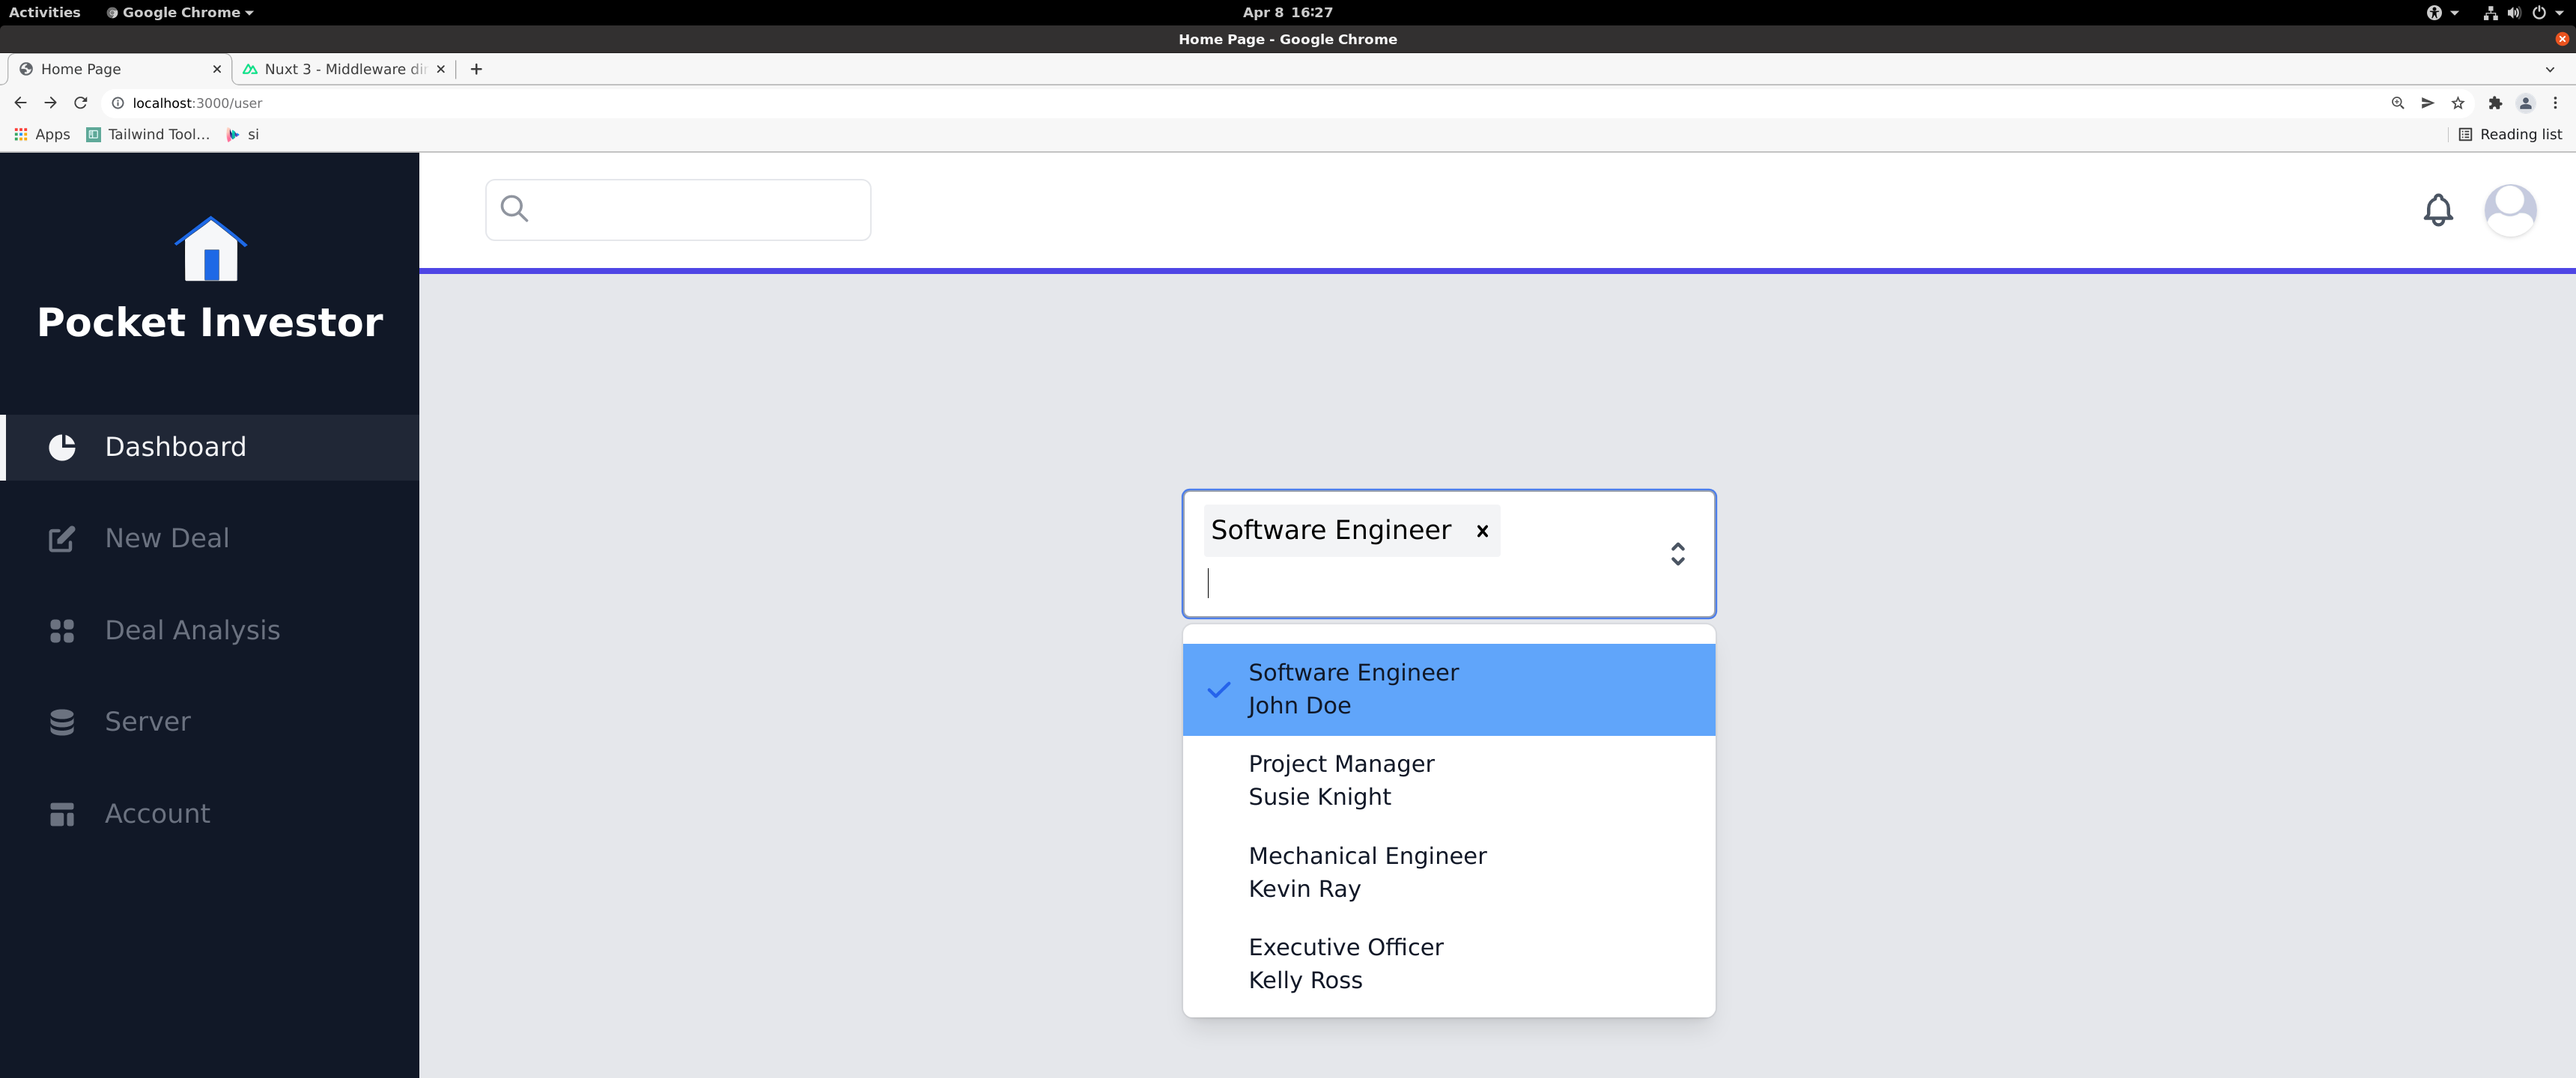 Activities Google Chrome Apr 8 16:27
Home Page - Google Chrome
Home Page Nuxt 3 - Middleware dir
localhost:3000/user
Apps Tailwind Tool... si Reading list
Pocket Investor
Dashboard
New Deal
Deal Analysis
Server
Account
Software Engineer x
Software Engineer
John Doe
Project Manager
Susie Knight
Mechanical Engineer
Kevin Ray
Executive Officer
Kelly Ross